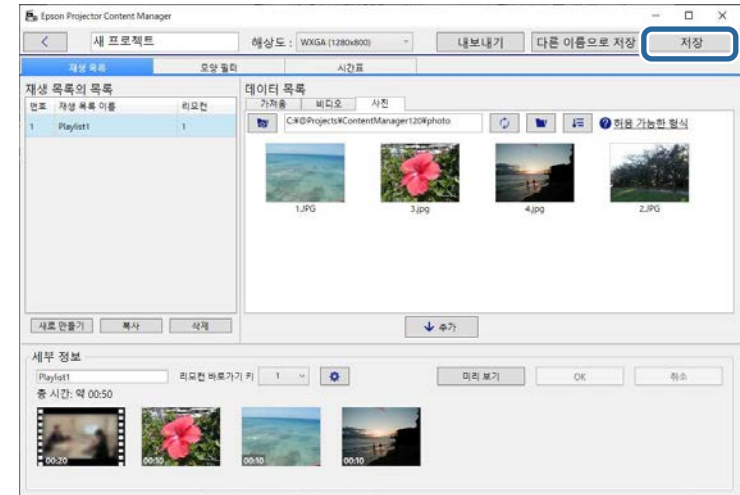 Epson Projector Content Manager
새 프로젝트 해상도 : WXGA (1280x800) 내보내기 다른 이름으로 저장 저장
재생 목록 모양 필터 시간표
재생 목록의 목록 데이터 목록
번호 재생 목록 이름 리모컨 가져옴 비디오 사진
1 Playlist1 1 C:₩@Projects₩ContentManager120₩photo 허용 가능한 형식
1.JPG 3.jpg 4.jpg 2.JPG
새로 만들기 복사 삭제 추가
세부 정보
Playlist1 리모컨 바로가기 키 1 미리 보기 OK 취소
총 시간: 약 00:50
00:20 00:10 00:10 00:10